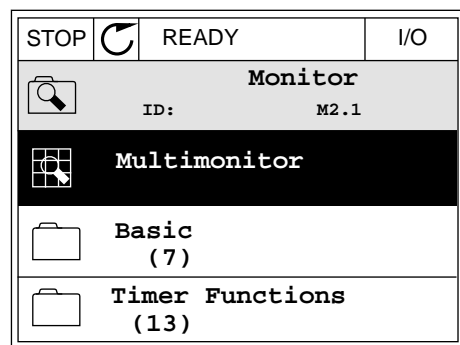 STOP READY I/O
Monitor
ID: M2.1
Multimonitor
Basic
(7)
Timer Functions
(13)